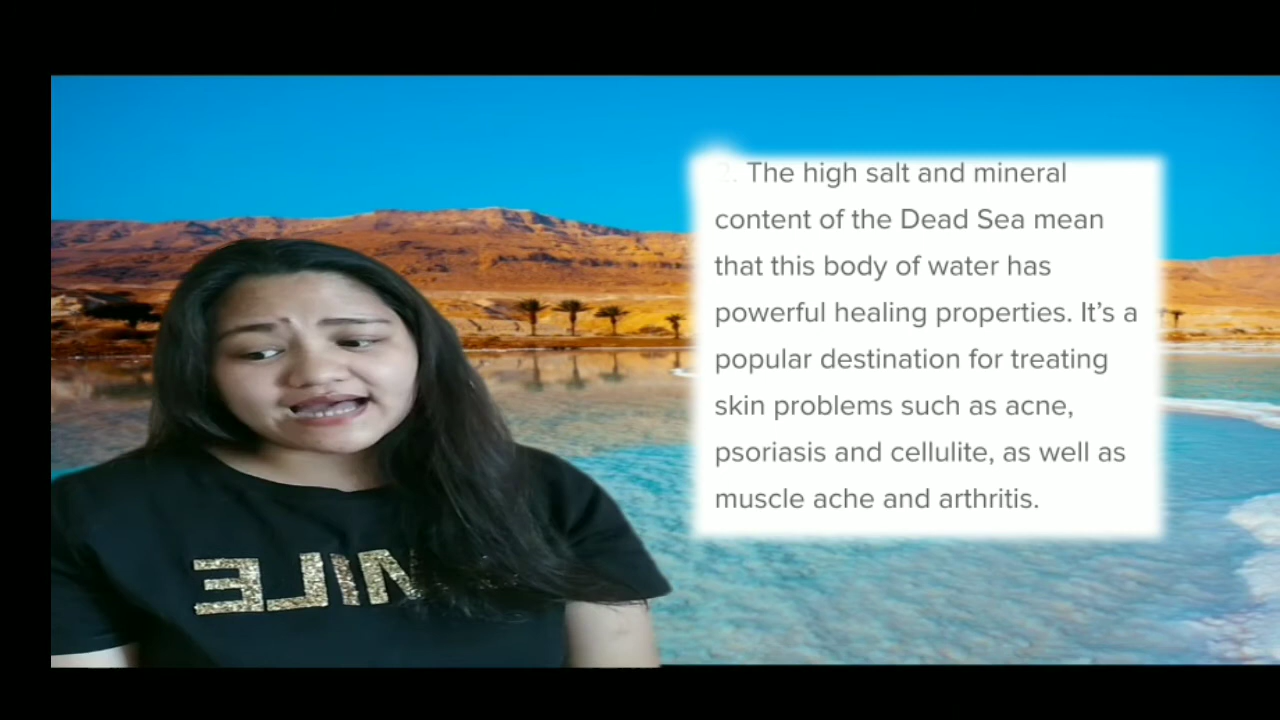 2. The high salt and mineral
content of the Dead Sea mean
that this body of water has
powerful healing properties. It’s a
popular destination for treating
skin problems such as acne,
psoriasis and cellulite, as well as
muscle ache and arthritis.
MILE